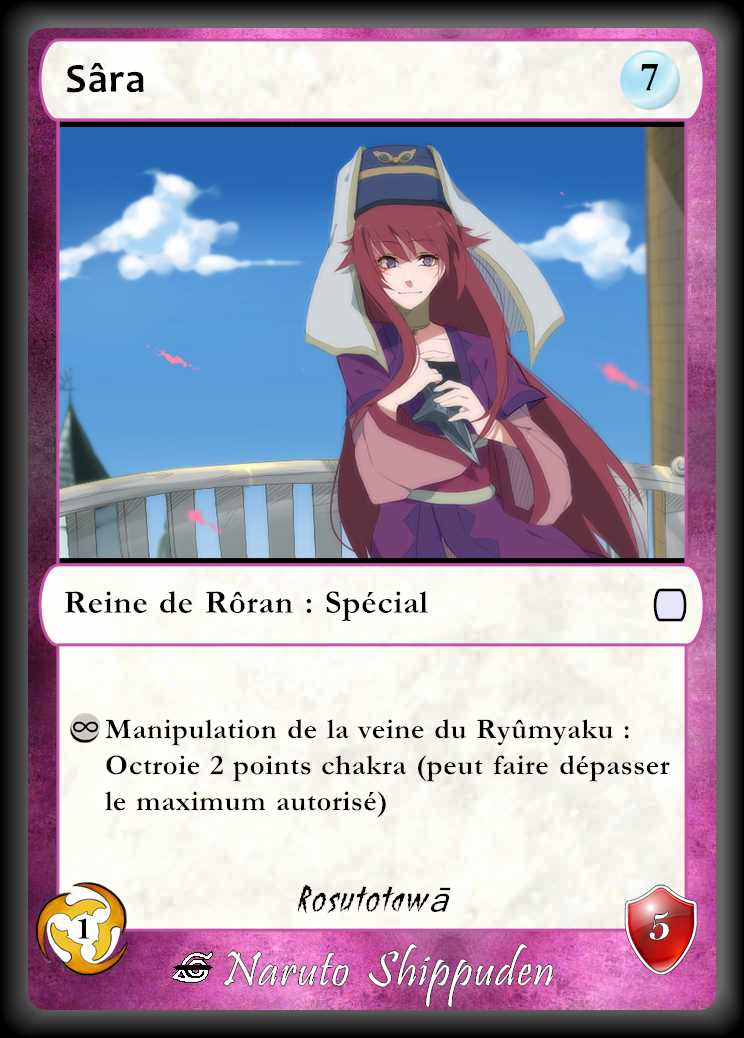 Sâra
7
Reine de Rôran : Spécial
∞ Manipulation de la veine du Ryûmyaku :
Octroie 2 points chakra (peut faire dépasser
le maximum autorisé)
Rosutotawā
1
5
Naruto Shippuden